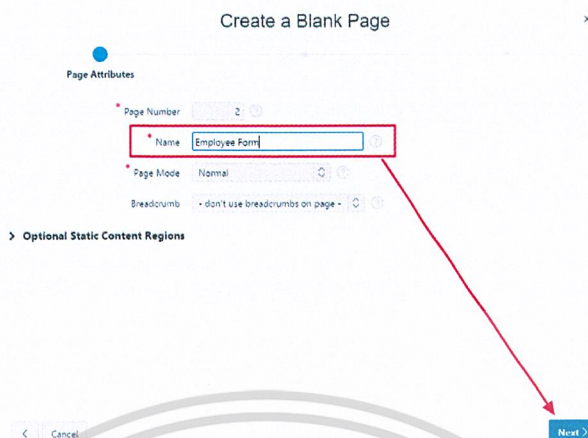 Create a Blank Page
Page Attributes
* Page Number 2
* Name Employee Form
* Page Mode Normal
Breadcrumb - don't use breadcrumbs on page -
> Optional Static Content Regions
< Cancel Next >